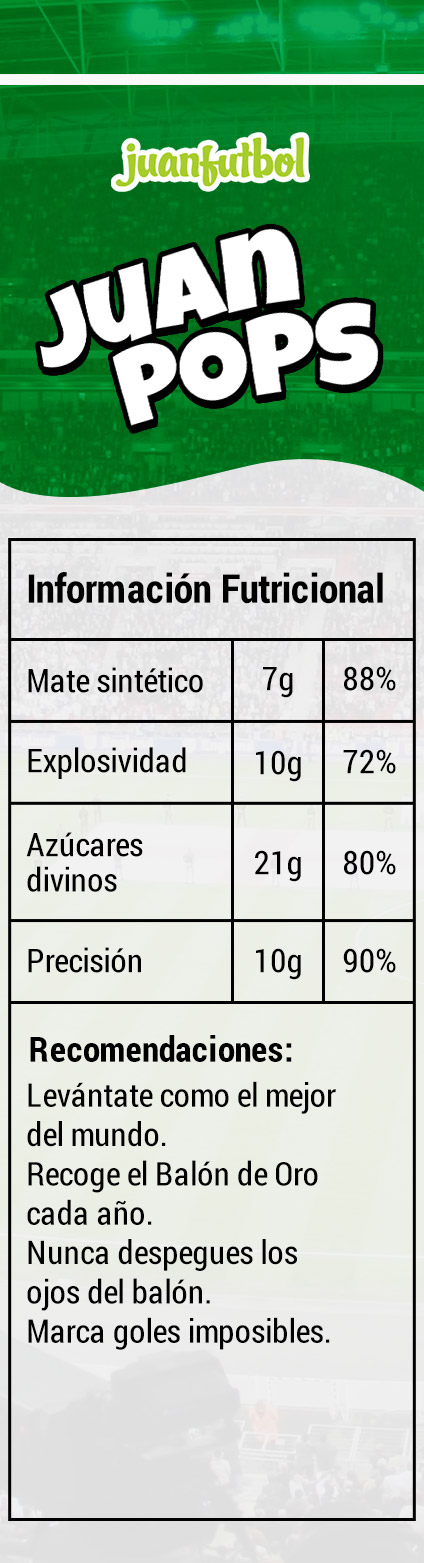 juanfutbol
JUAN
POPS
Información Futricional
Mate sintético 7g 88%
Explosividad 10g 72%
Azúcares
divinos 21g 80%
Precisión 10g 90%
Recomendaciones:
Levántate como el mejor
del mundo.
Recoge el Balón de Oro
cada año.
Nunca despegues los
ojos del balón.
Marca goles imposibles.